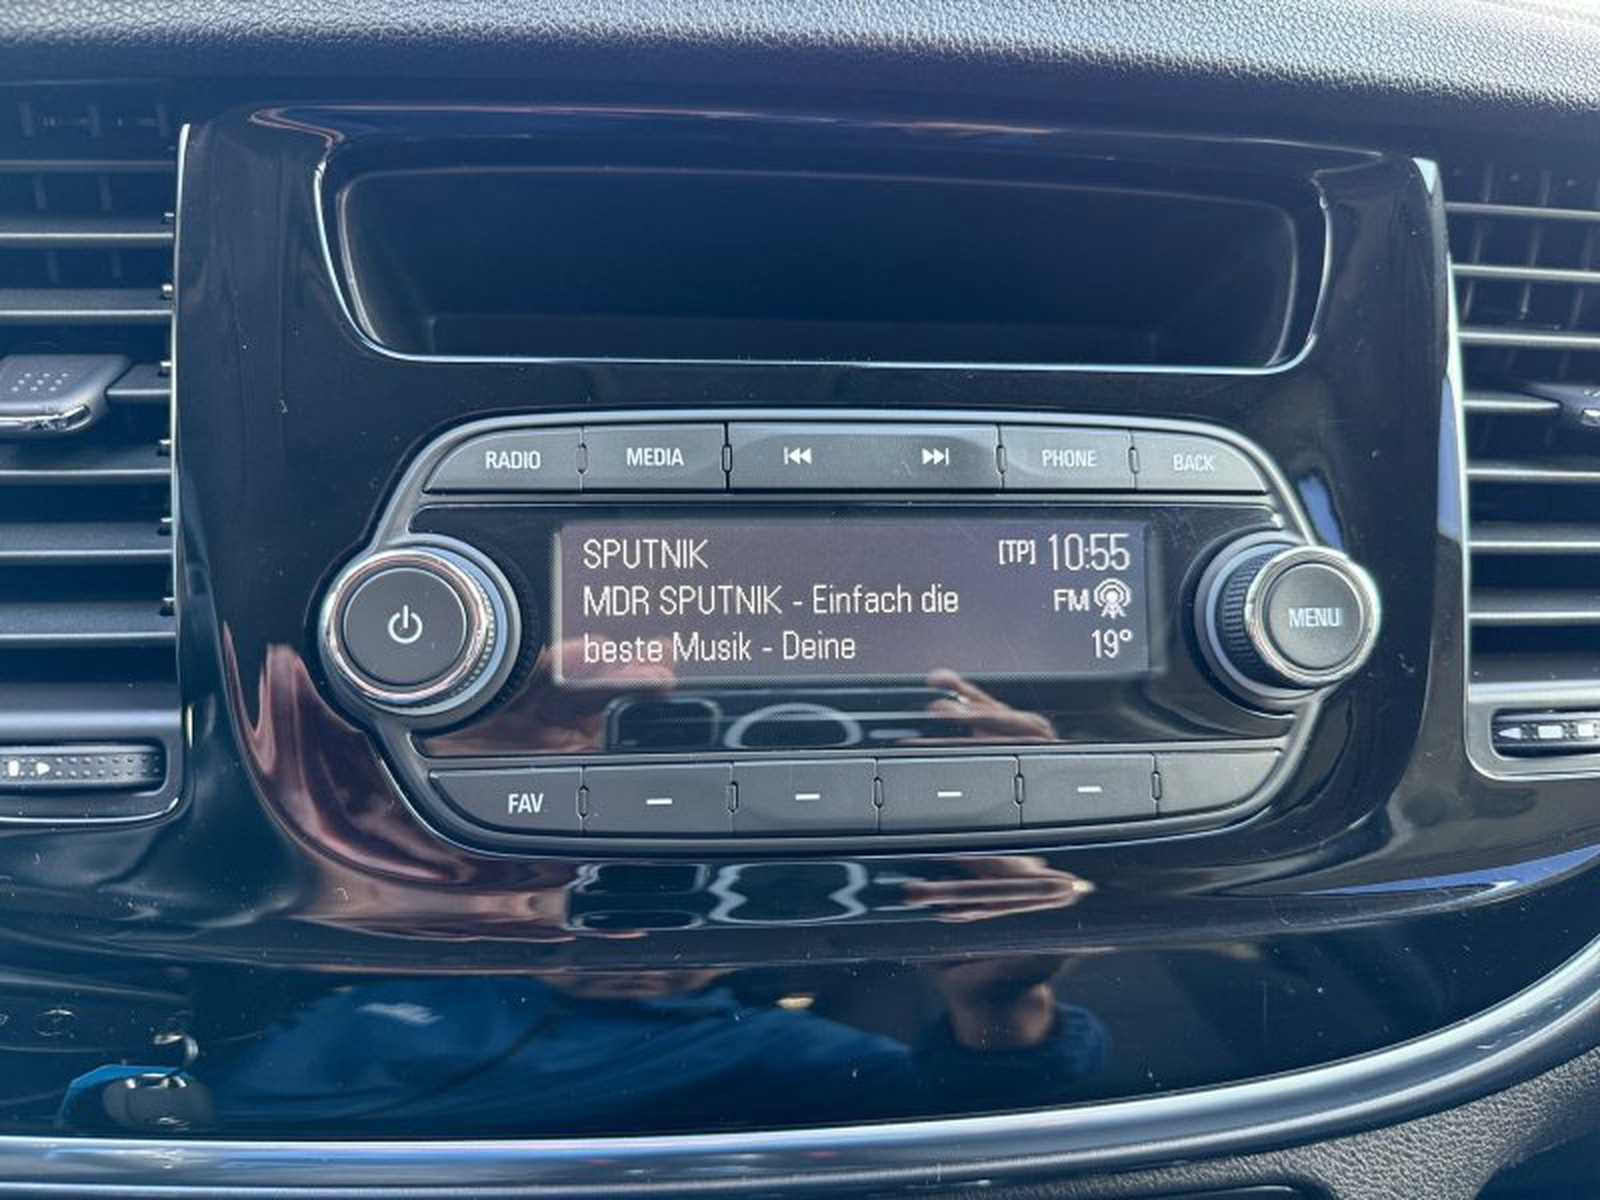 RADIO MEDIA PHONE BACK
SPUTNIK [TP] 10:55
MDR SPUTNIK - Einfach die FM
beste Musik - Deine 19°
MENU
FAV